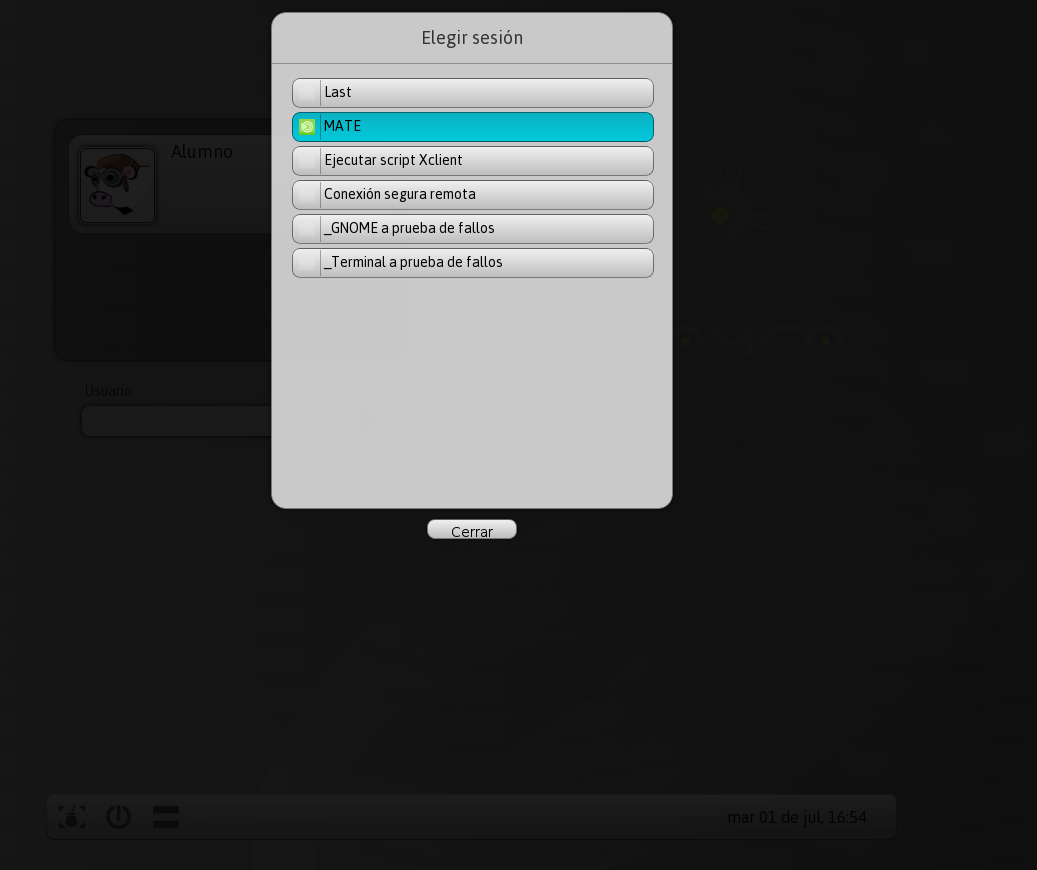 Elegir sesión
Last
MATE
Ejecutar script Xclient
Conexión segura remota
_GNOME a prueba de fallos
_Terminal a prueba de fallos
Cerrar
Alumno
Usuario:
mar 01 de jul, 16:54